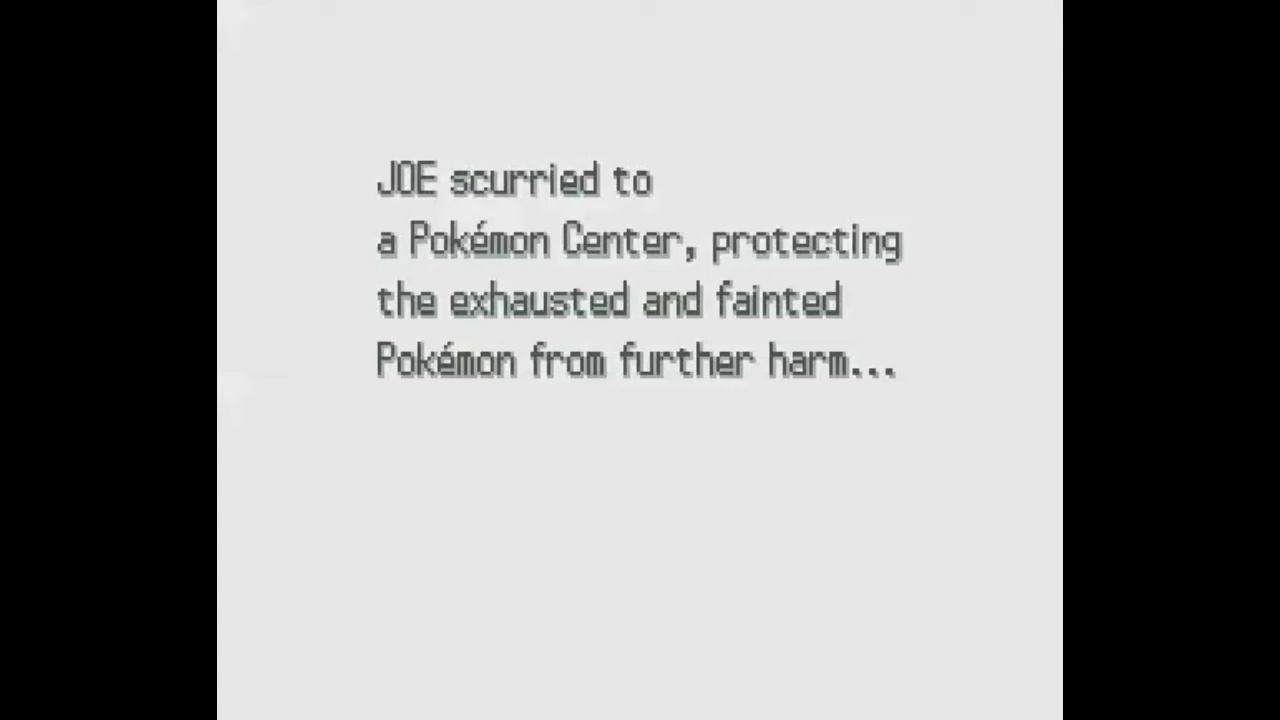 JOE scurried to
a Pokémon Center, protecting
the exhausted and fainted
Pokémon from further harm...